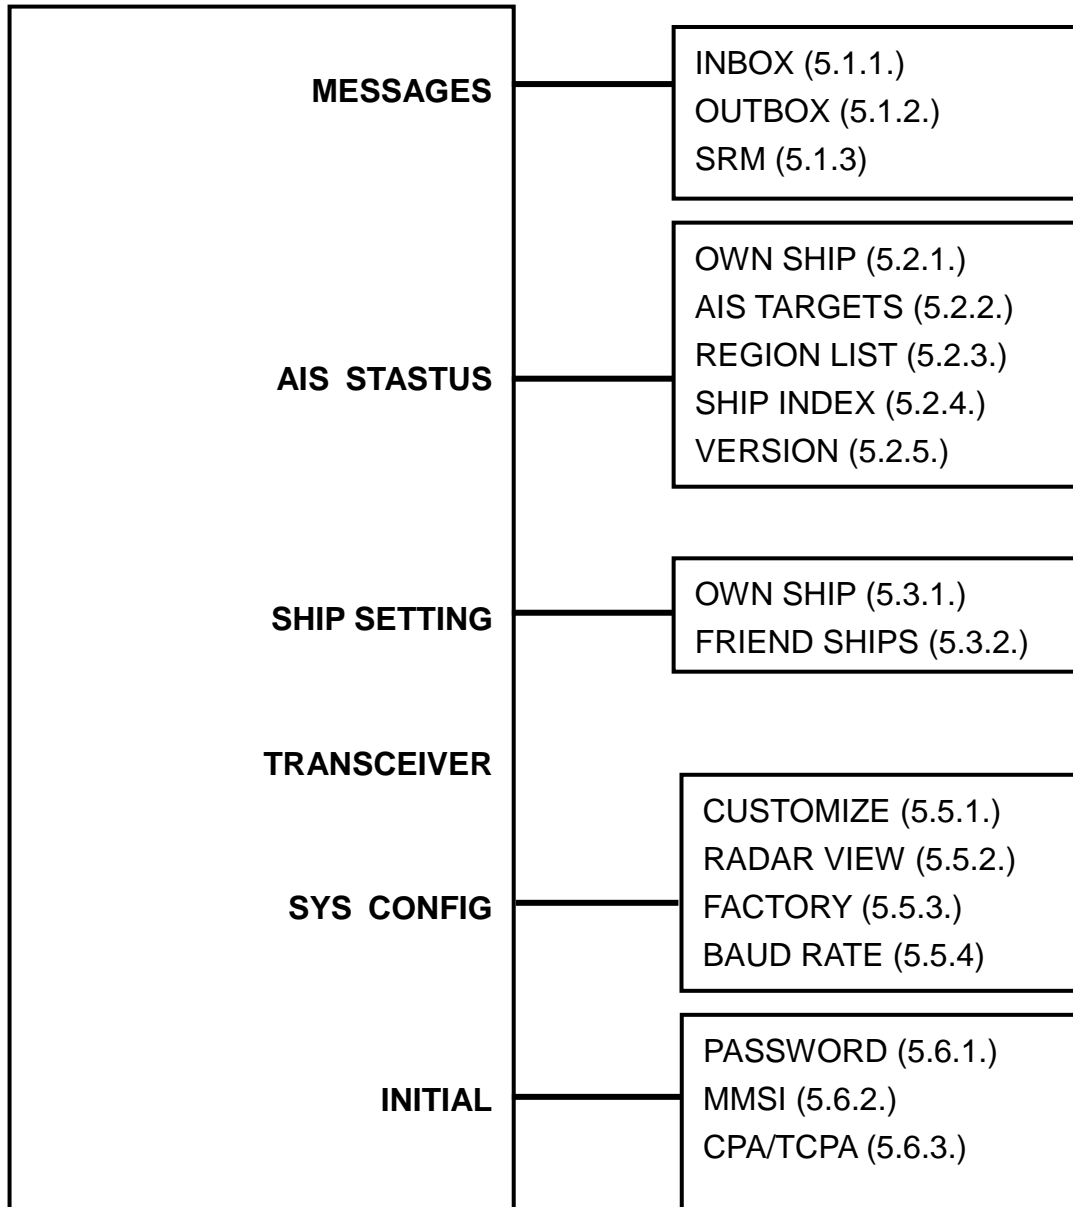 MESSAGES
INBOX (5.1.1.)
OUTBOX (5.1.2.)
SRM (5.1.3)
AIS STASTUS
OWN SHIP (5.2.1.)
AIS TARGETS (5.2.2.)
REGION LIST (5.2.3.)
SHIP INDEX (5.2.4.)
VERSION (5.2.5.)
SHIP SETTING
OWN SHIP (5.3.1.)
FRIEND SHIPS (5.3.2.)
TRANSCEIVER
SYS CONFIG
CUSTOMIZE (5.5.1.)
RADAR VIEW (5.5.2.)
FACTORY (5.5.3.)
BAUD RATE (5.5.4)
INITIAL
PASSWORD (5.6.1.)
MMSI (5.6.2.)
CPA/TCPA (5.6.3.)